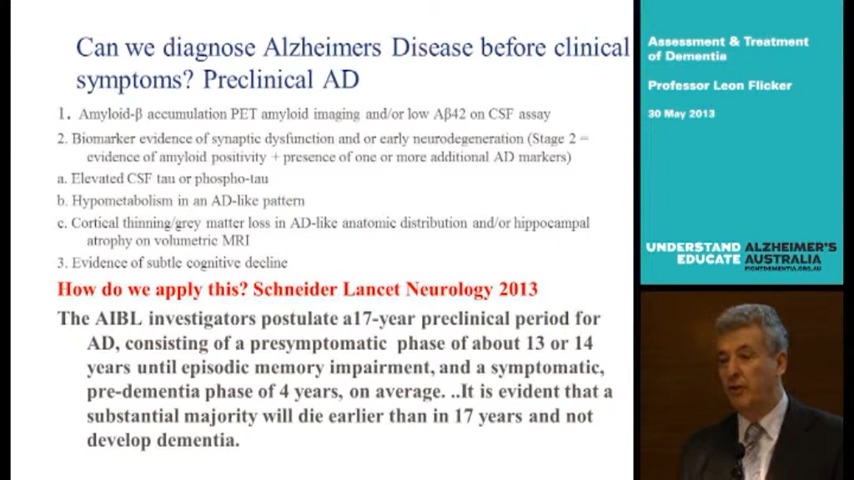 Can we diagnose Alzheimers Disease before clinical
symptoms? Preclinical AD
1. Amyloid-β accumulation PET amyloid imaging and/or low Aβ42 on CSF assay
2. Biomarker evidence of synaptic dysfunction and or early neurodegeneration (Stage 2 =
evidence of amyloid positivity + presence of one or more additional AD markers)
a. Elevated CSF tau or phospho-tau
b. Hypometabolism in an AD-like pattern
c. Cortical thinning/grey matter loss in AD-like anatomic distribution and/or hippocampal
atrophy on volumetric MRI
3. Evidence of subtle cognitive decline
How do we apply this? Schneider Lancet Neurology 2013
The AIBL investigators postulate a17-year preclinical period for
AD, consisting of a presymptomatic phase of about 13 or 14
years until episodic memory impairment, and a symptomatic,
pre-dementia phase of 4 years, on average. ..It is evident that a
substantial majority will die earlier than in 17 years and not
develop dementia.
Assessment & Treatment
of Dementia
Professor Leon Flicker
30 May 2013
UNDERSTAND ALZHEIMER'S
EDUCATE AUSTRALIA
FIGHTDEMENTIA.ORG.AU